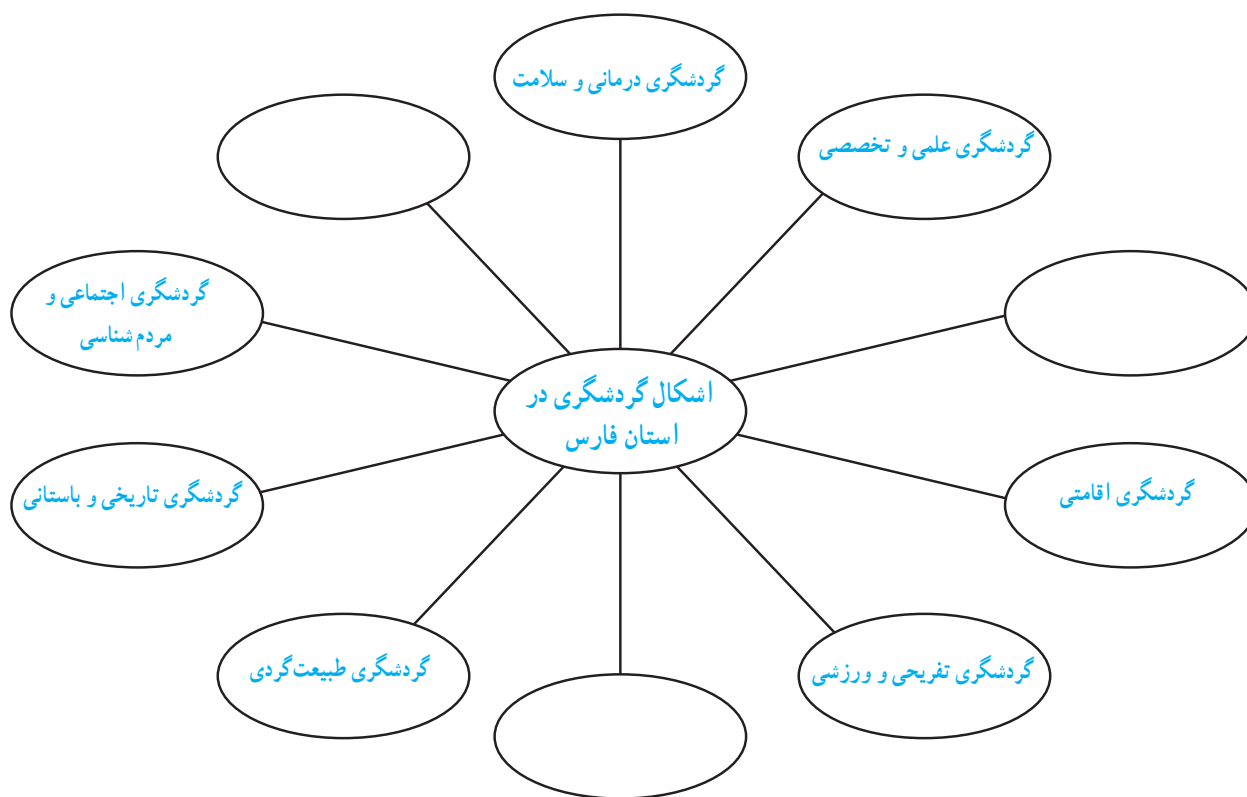 گردشگری درمانی و سلامت
گردشگری علمی و تخصصی
گردشگری اجتماعی و
مردم شناسی
اشکال گردشگری در
استان فارس
گردشگری تاریخی و باستانی
گردشگری اقامتی
گردشگری طبیعت‌گردی
گردشگری تفریحی و ورزشی